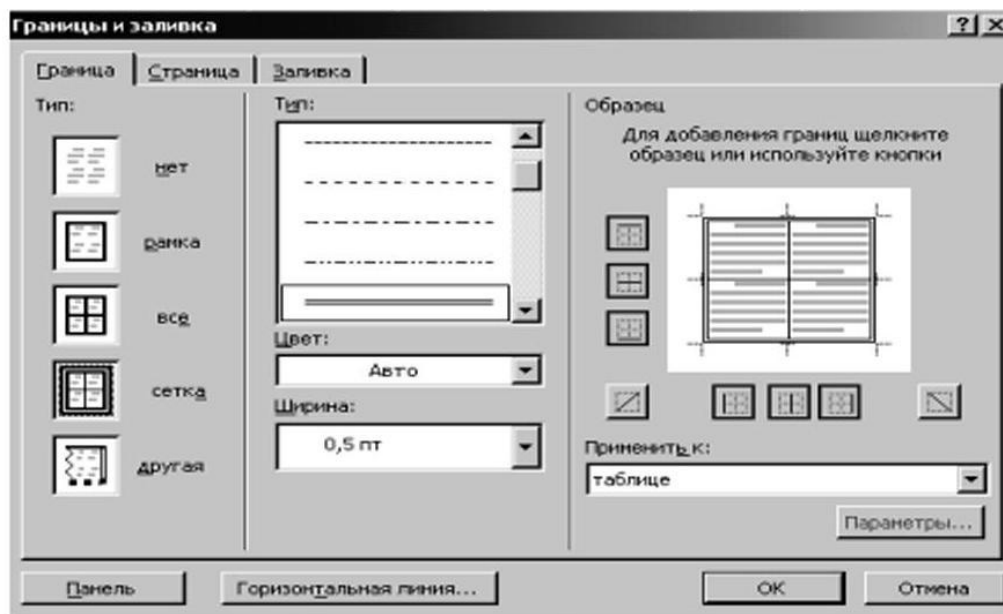 Границы и заливка
Граница Страница Заливка
Тип:
нет
рамка
все
сетка
другая
Тип:
Цвет:
Авто
Ширина:
0,5 пт
Образец
Для добавления границ щелкните
образец или используйте кнопки
Применить к:
таблице
Параметры...
Панель Горизонтальная линия... ОК Отмена